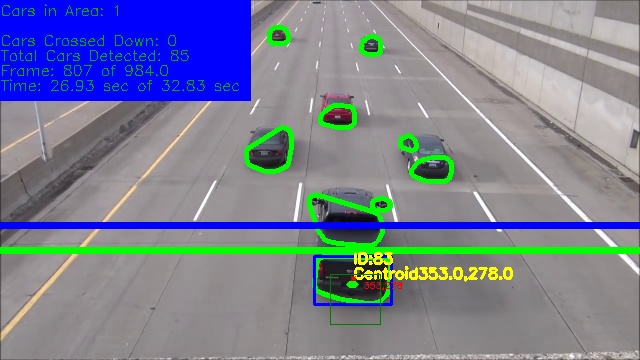 Cars in Area: 1
Cars Crossed Down: 0
Total Cars Detected: 85
Frame: 807 of 984.0
Time: 26.93 sec of 32.83 sec
ID:83
Centroid353.0,278.0